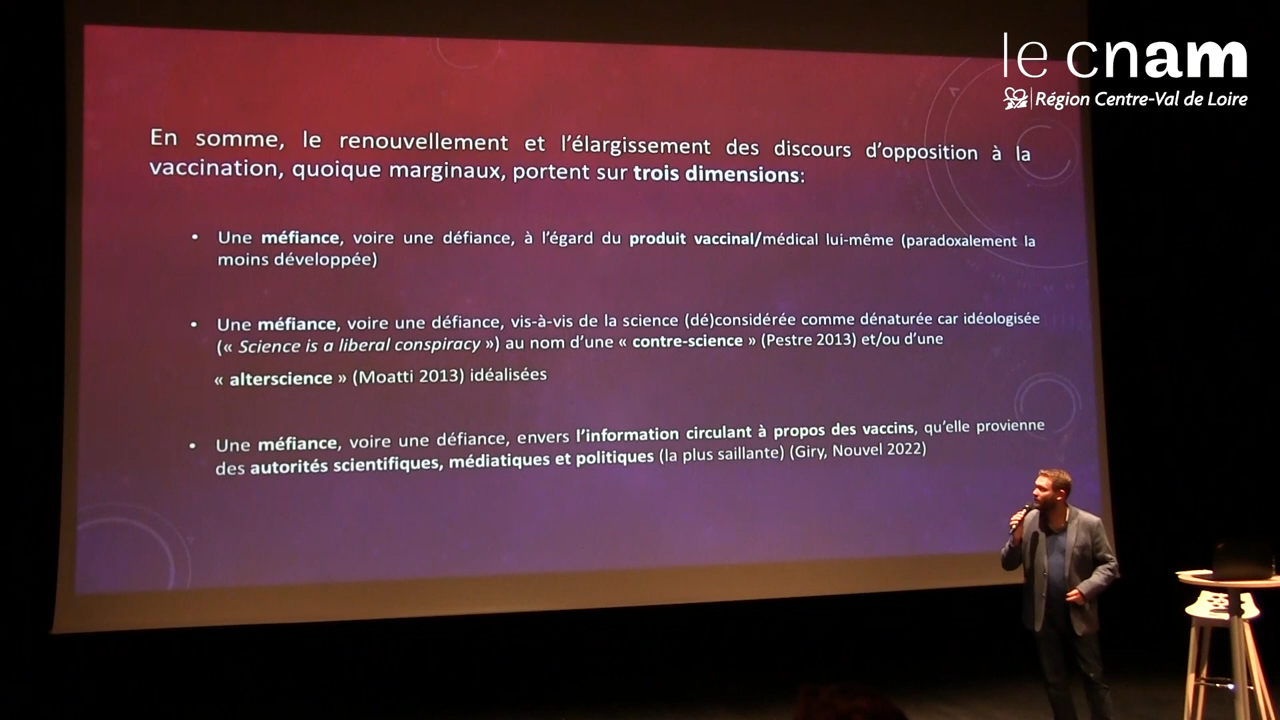 le cnam
Région Centre-Val de Loire
En somme, le renouvellement et l'élargissement des discours d'opposition à la
vaccination, quoique marginaux, portent sur trois dimensions:
• Une méfiance, voire une défiance, à l'égard du produit vaccinal/médical lui-même (paradoxalement la
moins développée)
• Une méfiance, voire une défiance, vis-à-vis de la science (dé)considérée comme dénaturée car idéologisée
(« Science is a liberal conspiracy ») au nom d'une « contre-science » (Pestre 2013) et/ou d'une
« alterscience » (Moatti 2013) idéalisées
• Une méfiance, voire une défiance, envers l'information circulant à propos des vaccins, qu'elle provienne
des autorités scientifiques, médiatiques et politiques (la plus saillante) (Giry, Nouvel 2022)